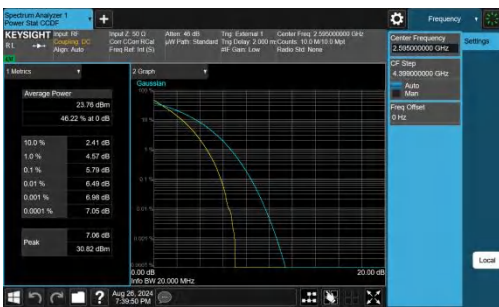 Spectrum Analyzer 1
Power Stat CCDF
Frequency
KEYSIGHT
Input: RF
Coupling: DC
Align: Auto
Input Z: 50 Ω
Corr CCorr RCal
Freq Ref: Int (S)
Atten: 46 dB
µW Path: Standard
Trig: External 1
Trig Delay: 2.000 m
#IF Gain: Low
Center Freq: 2.595000000 GHz
Counts: 10.0 M/10.0 Mpt
Radio Std: None
R L
Center Frequency
2.595000000 GHz
Settings
CF Step
4.399000000 GHz
Auto
Man
Freq Offset
0 Hz
1 Metrics
2 Graph
Average Power
23.76 dBm
46.22 % at 0 dB
10.0 % 2.41 dB
1.0 % 4.57 dB
0.1 % 5.79 dB
0.01 % 6.49 dB
0.001 % 6.98 dB
0.0001 % 7.05 dB
Peak
7.06 dB
30.82 dBm
Gaussian
100 %
10 %
1 %
0.1 %
0.01 %
0.001 %
0.00 dB
20.00 dB
Info BW 20.000 MHz
Local
?
Aug 26, 2024
7:39:50 PM